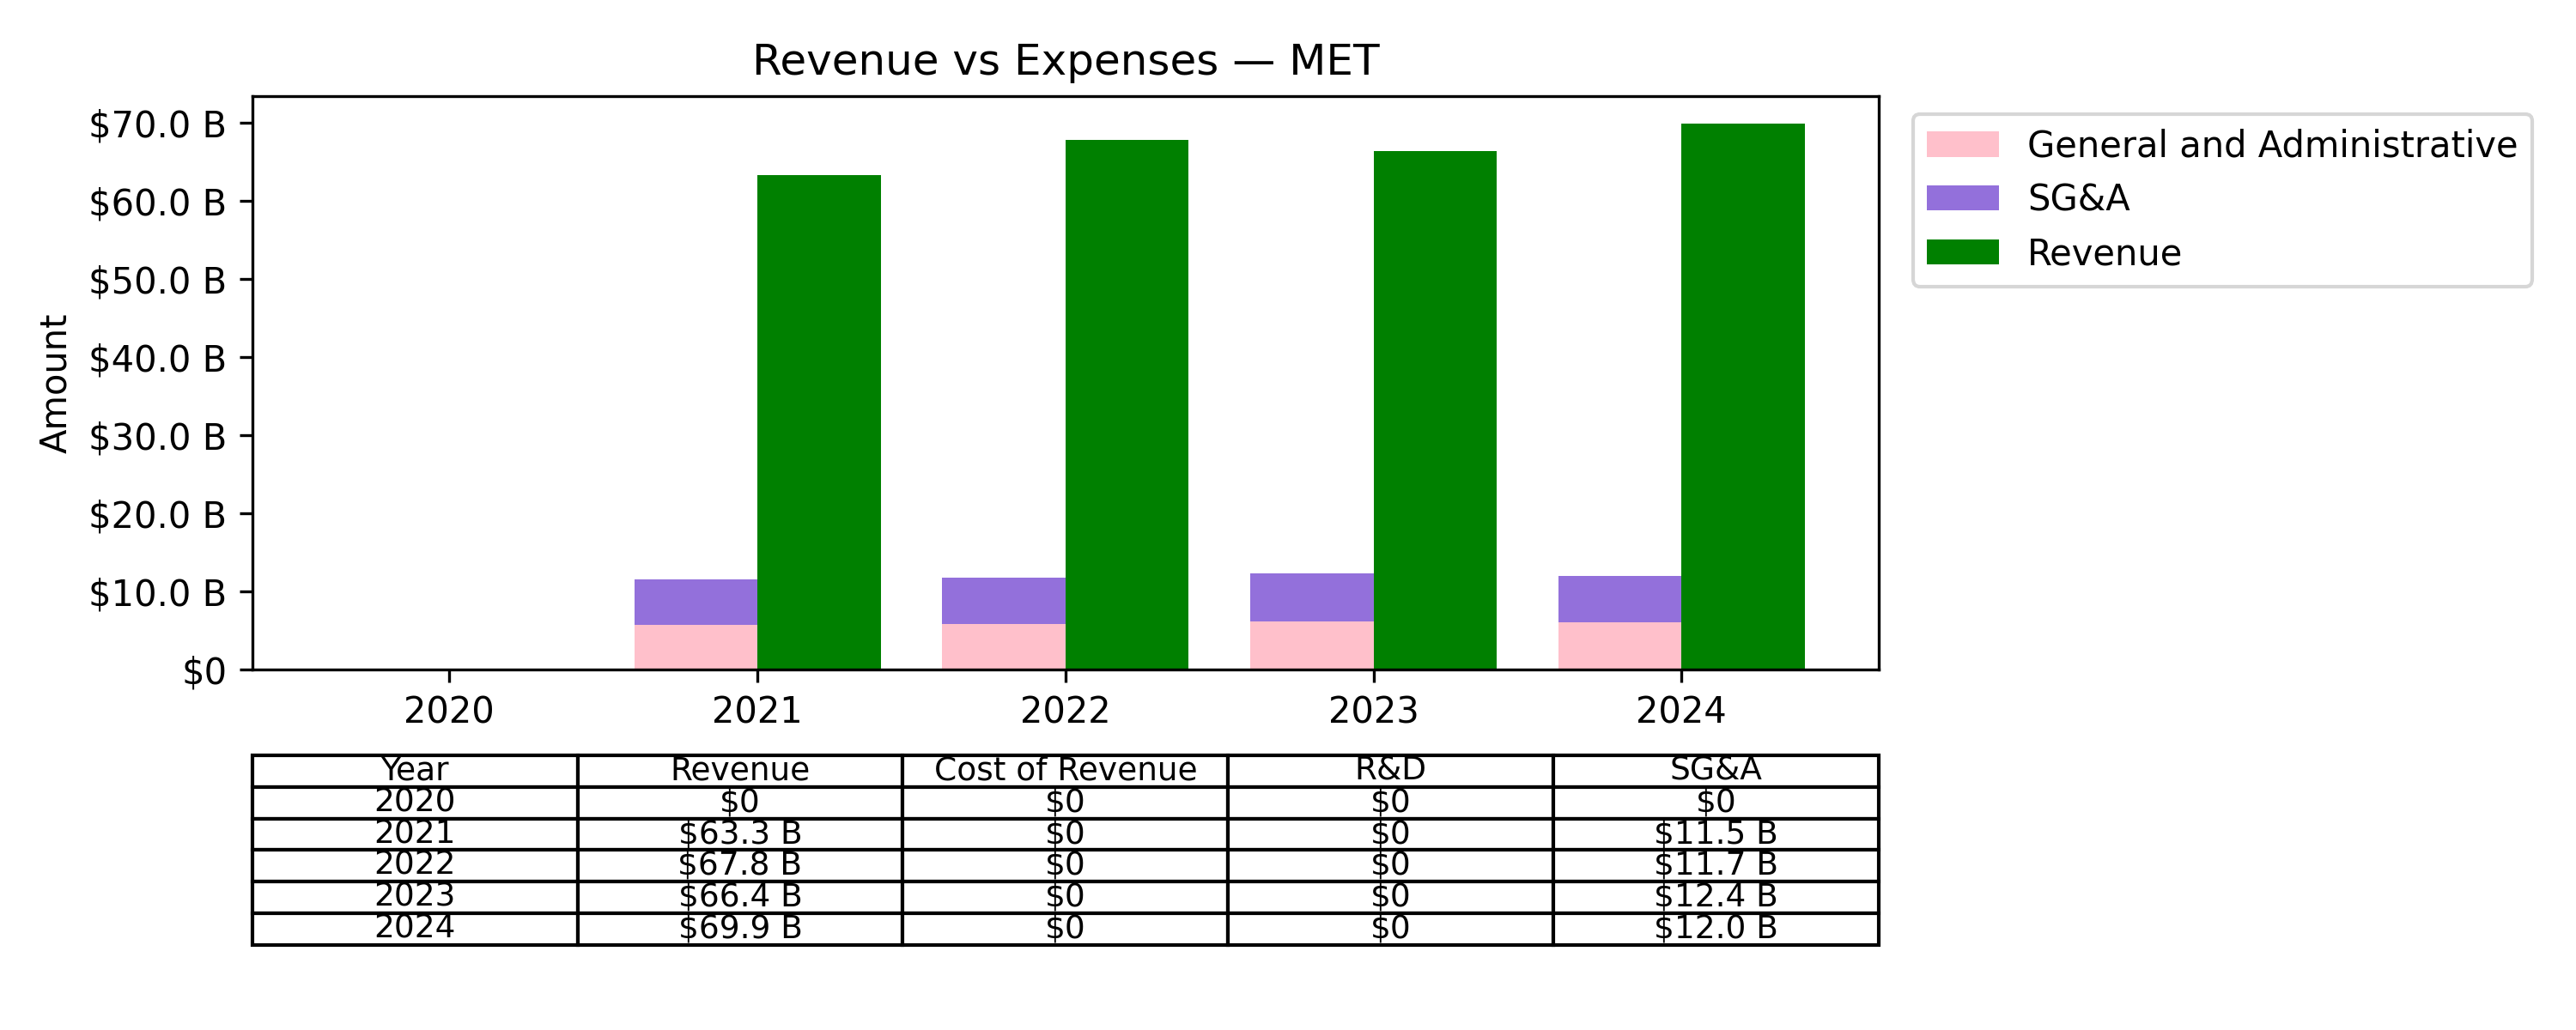 Revenue vs Expenses — MET
Amount
$70.0 B
$60.0 B
$50.0 B
$40.0 B
$30.0 B
$20.0 B
$10.0 B
$0
2020 2021 2022 2023 2024
General and Administrative
SG&A
Revenue
Year Revenue Cost of Revenue R&D SG&A
2020 $0 $0 $0 $0
2021 $63.3 B $0 $0 $11.5 B
2022 $67.8 B $0 $0 $11.7 B
2023 $66.4 B $0 $0 $12.4 B
2024 $69.9 B $0 $0 $12.0 B